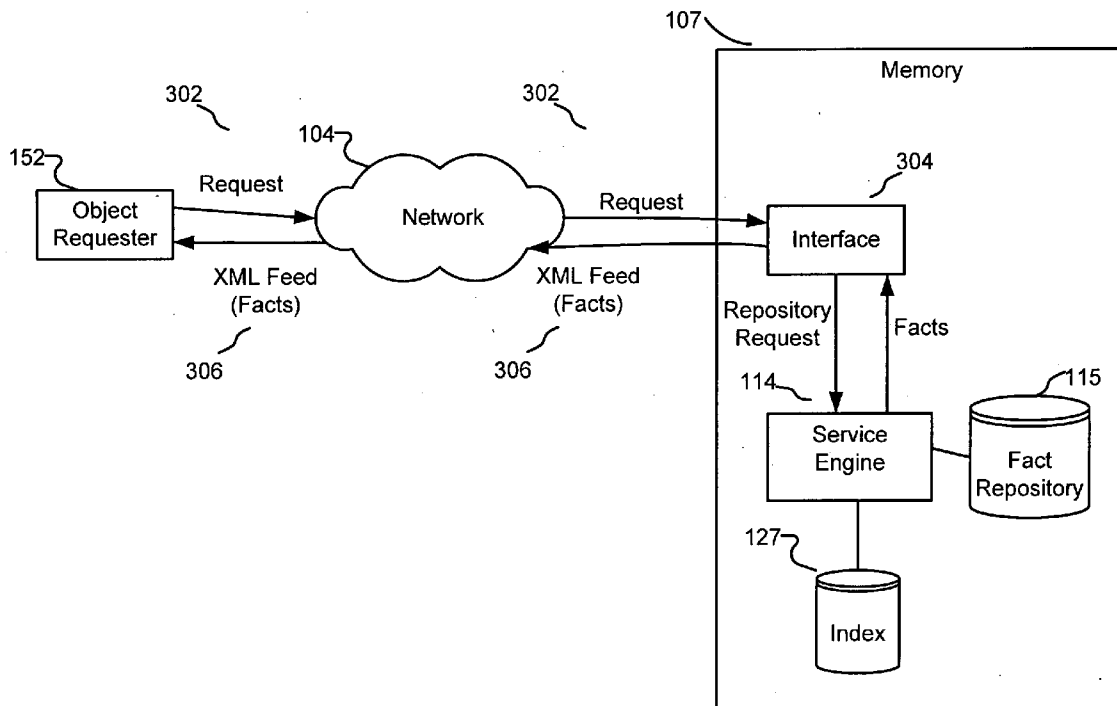 107
Memory
302
302
104
152
304
Request
Object
Requester
Network
Request
Interface
XML Feed
(Facts)
XML Feed
(Facts)
306
306
Repository
Request
Facts
114
115
Service
Engine
Fact
Repository
127
Index